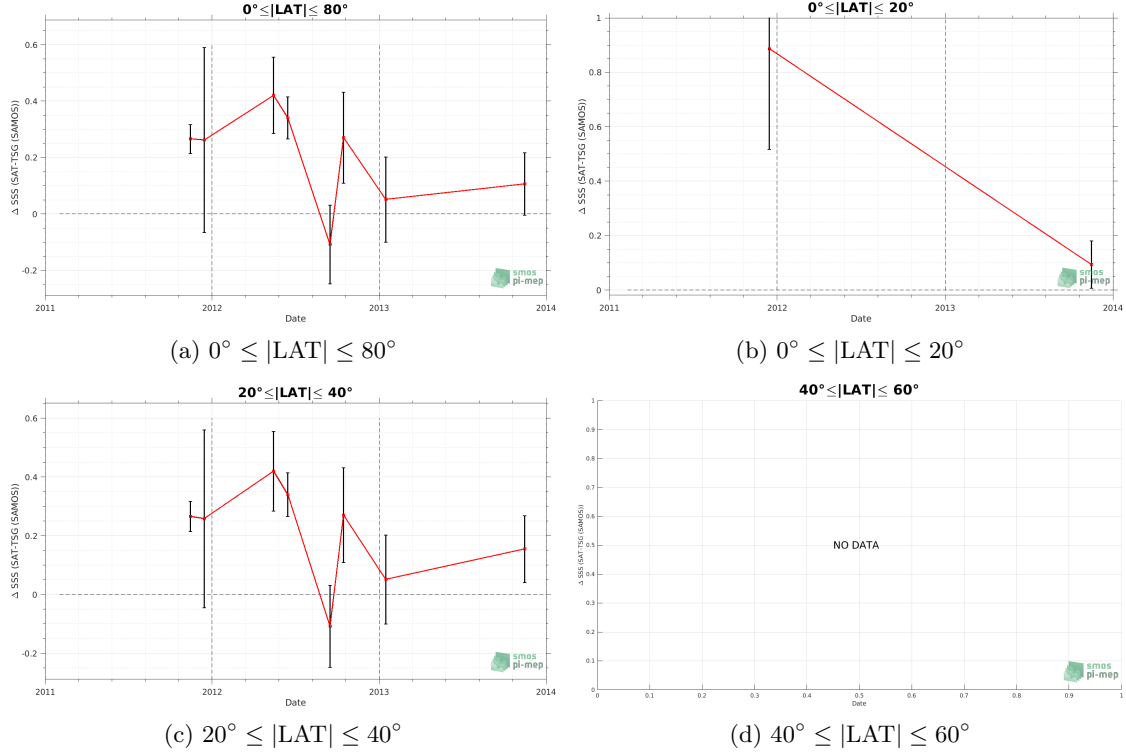 0°≤|LAT|≤ 80°
Δ SSS (SAT-TSG (SAMOS))
0.6
0.4
0.2
0
-0.2
2011
2012
2013
2014
Date
smos
pi-mep
(a) 0° ≤ |LAT| ≤ 80°
0°≤|LAT|≤ 20°
Δ SSS (SAT-TSG (SAMOS))
1
0.8
0.6
0.4
0.2
0
2011
2012
2013
2014
Date
smos
pi-mep
(b) 0° ≤ |LAT| ≤ 20°
20°≤|LAT|≤ 40°
Δ SSS (SAT-TSG (SAMOS))
0.6
0.4
0.2
0
-0.2
2011
2012
2013
2014
Date
smos
pi-mep
(c) 20° ≤ |LAT| ≤ 40°
40°≤|LAT|≤ 60°
Δ SSS (SAT-TSG (SAMOS))
1
0.9
0.8
0.7
0.6
0.5
0.4
0.3
0.2
0.1
0
NO DATA
0
0.1
0.2
0.3
0.4
0.5
0.6
0.7
0.8
0.9
1
Date
smos
pi-mep
(d) 40° ≤ |LAT| ≤ 60°